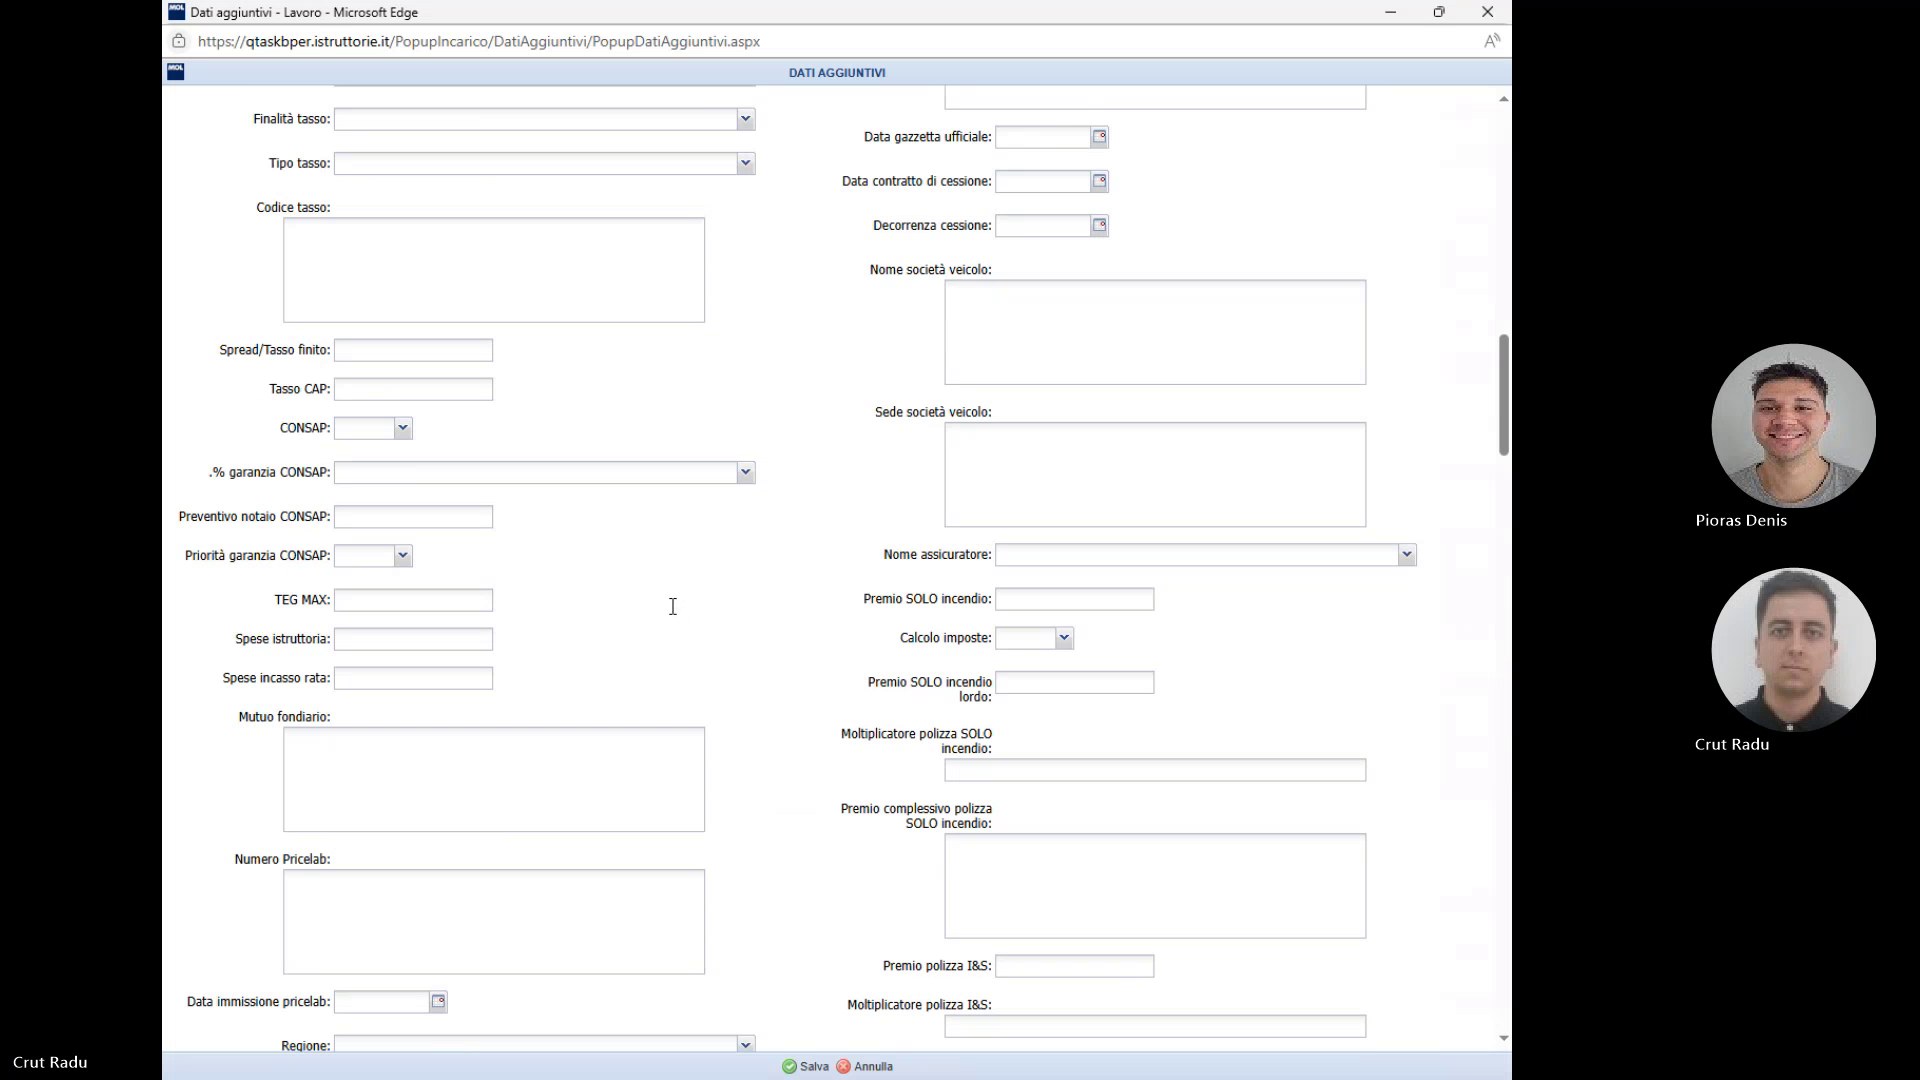 MOL Dati aggiuntivi - Lavoro - Microsoft Edge
https://qtaskbper.istruttorie.it/PopupIncarico/DatiAggiuntivi/PopupDatiAggiuntivi.aspx
MOL DATI AGGIUNTIVI
Finalità tasso:
Tipo tasso:
Codice tasso:
Spread/Tasso finito:
Tasso CAP:
CONSAP:
.% garanzia CONSAP:
Preventivo notaio CONSAP:
Priorità garanzia CONSAP:
TEG MAX:
Spese istruttoria:
Spese incasso rata:
Mutuo fondiario:
Numero Pricelab:
Data immissione pricelab:
Regione:
Data gazzetta ufficiale:
Data contratto di cessione:
Decorrenza cessione:
Nome società veicolo:
Sede società veicolo:
Nome assicuratore:
Premio SOLO incendio:
Calcolo imposte:
Premio SOLO incendio
lordo:
Moltiplicatore polizza SOLO
incendio:
Premio complessivo polizza
SOLO incendio:
Premio polizza I&S:
Moltiplicatore polizza I&S:
Salva Annulla
Pioras Denis
Crut Radu
Crut Radu